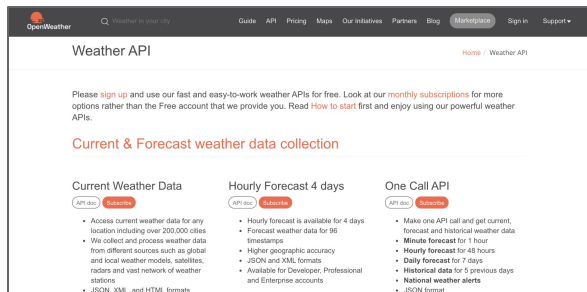 OpenWeather
Weather in your city
Guide API Pricing Maps Our Initiatives Partners Blog Marketplace Sign in Support
Weather API
Home / Weather API
Please sign up and use our fast and easy-to-work weather APIs for free. Look at our monthly subscriptions for more
options rather than the Free account that we provide you. Read How to start first and enjoy using our powerful weather
APIs.
Current & Forecast weather data collection
Current Weather Data
API doc Subscribe
• Access current weather data for any
location including over 200,000 cities
• We collect and process weather data
from different sources such as global
and local weather models, satellites,
radars and vast network of weather
stations
• JSON, XML, and HTML formats
Hourly Forecast 4 days
API doc Subscribe
• Hourly forecast is available for 4 days
• Forecast weather data for 96
timestamps
• Higher geographic accuracy
• JSON and XML formats
• Available for Developer, Professional
and Enterprise accounts
One Call API
API doc Subscribe
• Make one API call and get current,
forecast and historical weather data
• Minute forecast for 1 hour
• Hourly forecast for 48 hours
• Daily forecast for 7 days
• Historical data for 5 previous days
• National weather alerts
• JSON format